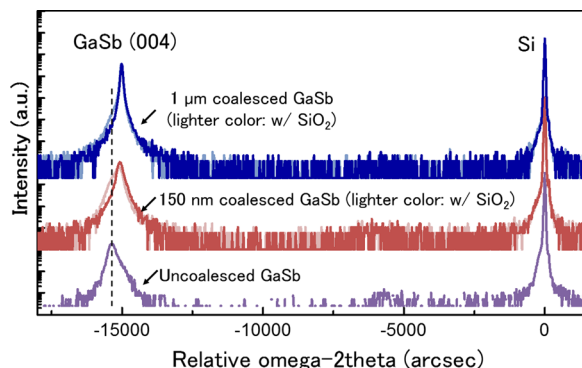 GaSb (004)
Si
1 μm coalesced GaSb
(lighter color: w/ SiO₂)
150 nm coalesced GaSb (lighter color: w/ SiO₂)
Uncoalesced GaSb
Intensity (a.u.)
-15000 -10000 -5000 0
Relative omega-2theta (arcsec)